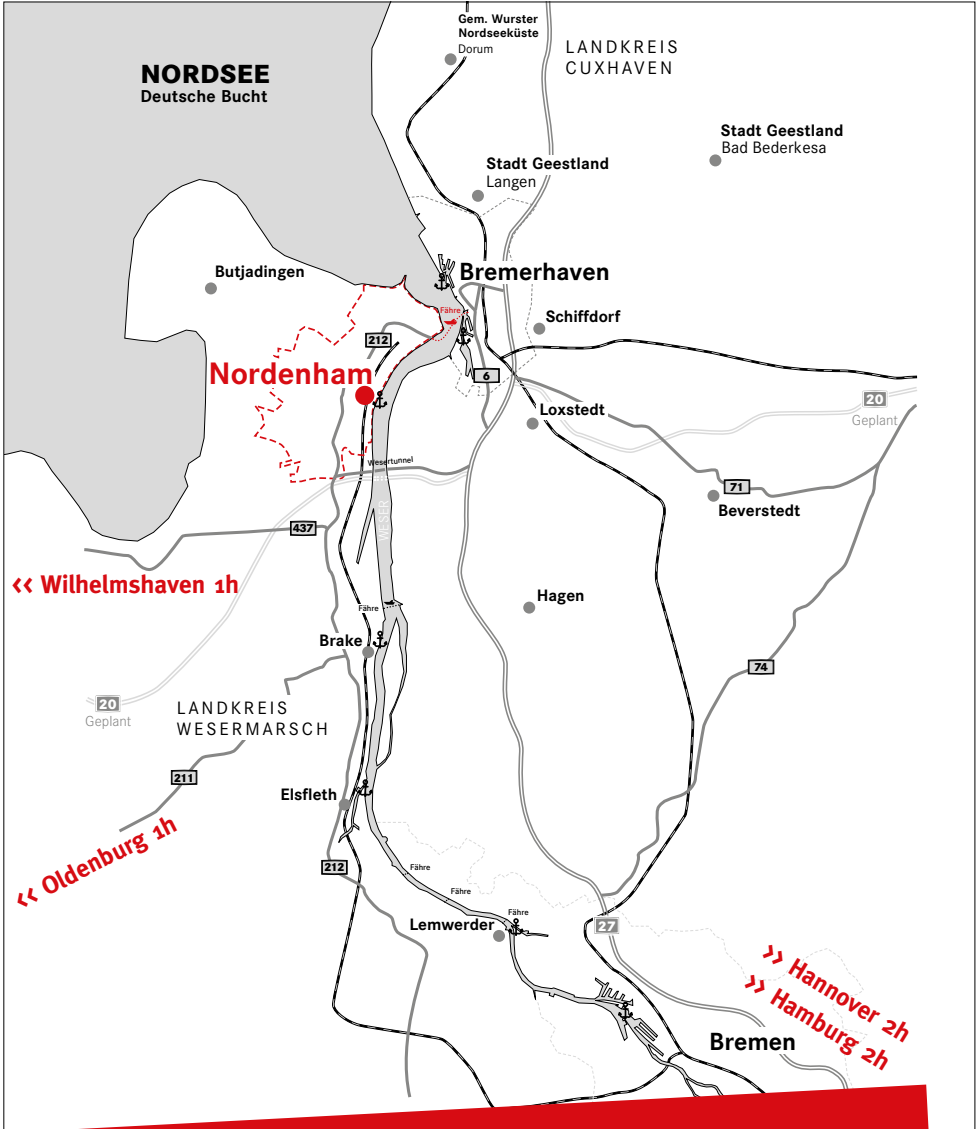 Gem. Wurster
Nordseeküste
Dorum
LANDKREIS
CUXHAVEN
NORDSEE
Deutsche Bucht
Stadt Geestland
Bad Bederkesa
Stadt Geestland
Langen
Butjadingen
Bremerhaven
Fähre
Schiffdorf
212
Nordenham
6
20
Geplant
Loxstedt
Wesertunnel
71
Beverstedt
WESER
437
<< Wilhelmshaven 1h
Hagen
Fähre
Brake
74
20
Geplant
LANDKREIS
WESERMARSCH
211
Elsfleth
<< Oldenburg 1h
212
Fähre
Fähre
Fähre
Lemwerder
27
>> Hannover 2h
>> Hamburg 2h
Bremen